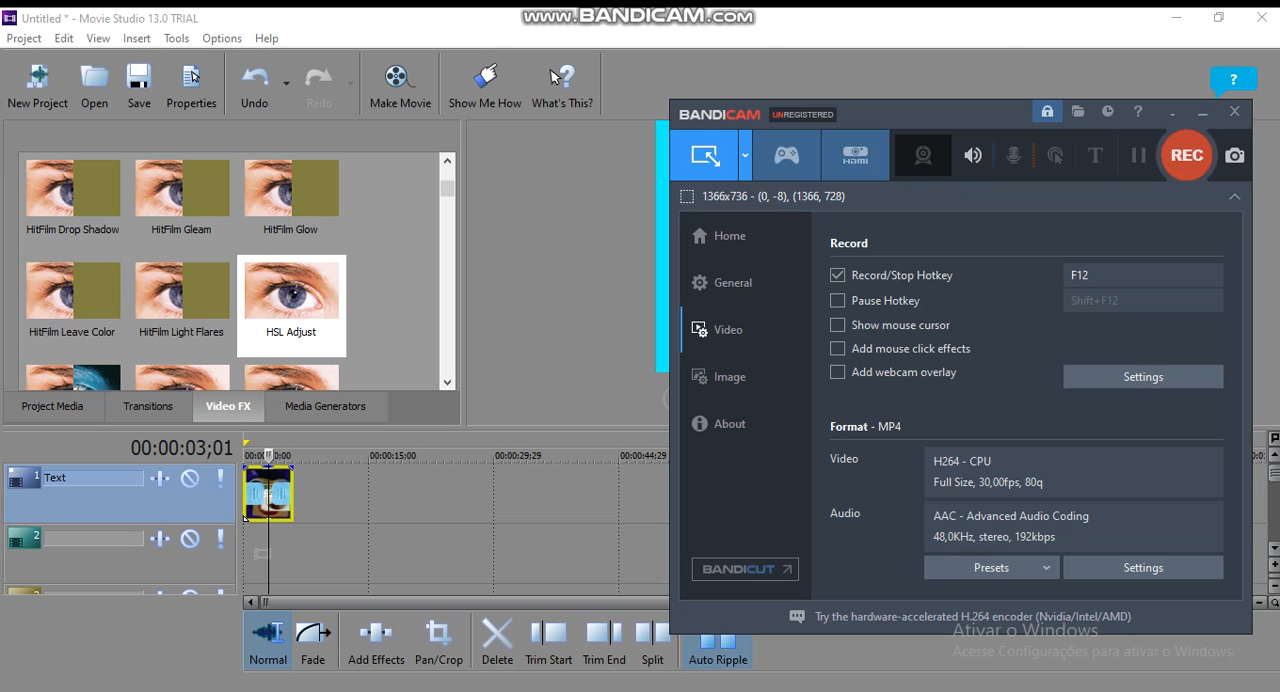 Untitled * - Movie Studio 13.0 TRIAL
www.BANDICAM.com
Project Edit View Insert Tools Options Help
New Project Open Save Properties Undo Redo Make Movie Show Me How What's This?
?
HitFilm Drop Shadow HitFilm Gleam HitFilm Glow
HitFilm Leave Color HitFilm Light Flares HSL Adjust
Project Media Transitions Video FX Media Generators
00:00:03;01
00:00:15;00 00:00:29;29 00:00:44;29
1 Text
2
Normal Fade Add Effects Pan/Crop Delete Trim Start Trim End Split Auto Ripple
BANDICAM UNREGISTERED
?
HDMI
T
REC
1366x736 - (0, -8), (1366, 728)
Home
General
Video
Image
About
BANDICUT
Record
Record/Stop Hotkey F12
Pause Hotkey Shift+F12
Show mouse cursor
Add mouse click effects
Add webcam overlay
Settings
Format - MP4
Video
H264 - CPU
Full Size, 30,00fps, 80q
Audio
AAC - Advanced Audio Coding
48,0KHz, stereo, 192kbps
Presets Settings
Try the hardware-accelerated H.264 encoder (Nvidia/Intel/AMD)
Ativar o Windows
Acesse Configurações para ativar o Windows.